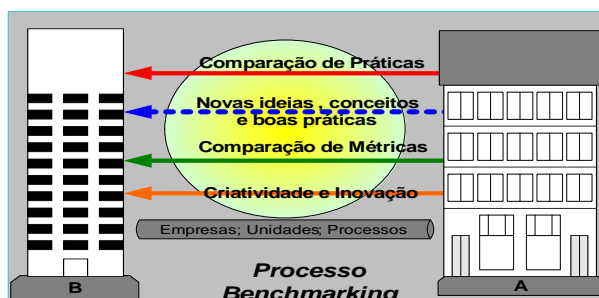 Comparação de Práticas
Novas ideias , conceitos
e boas práticas
Comparação de Métricas
Criatividade e Inovação
Empresas; Unidades; Processos
Processo
Benchmarking
B
A